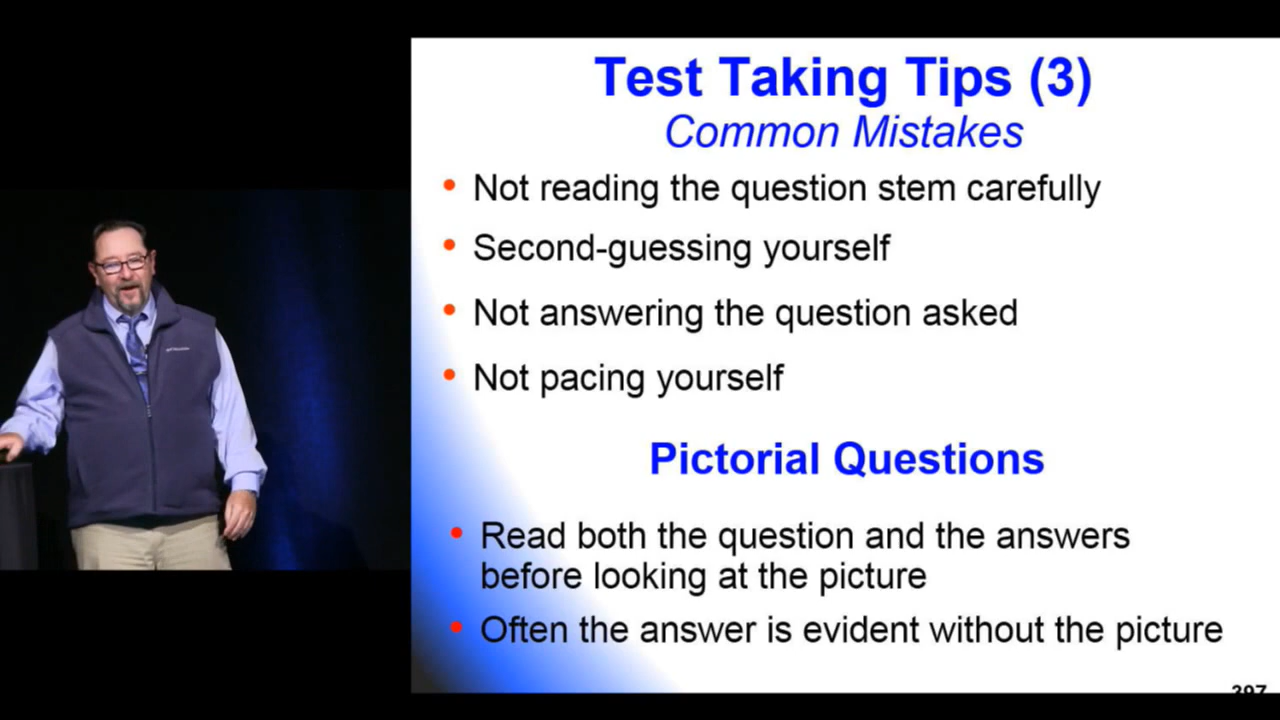 Test Taking Tips (3)
Common Mistakes
• Not reading the question stem carefully
• Second-guessing yourself
• Not answering the question asked
• Not pacing yourself
Pictorial Questions
• Read both the question and the answers
before looking at the picture
• Often the answer is evident without the picture
397